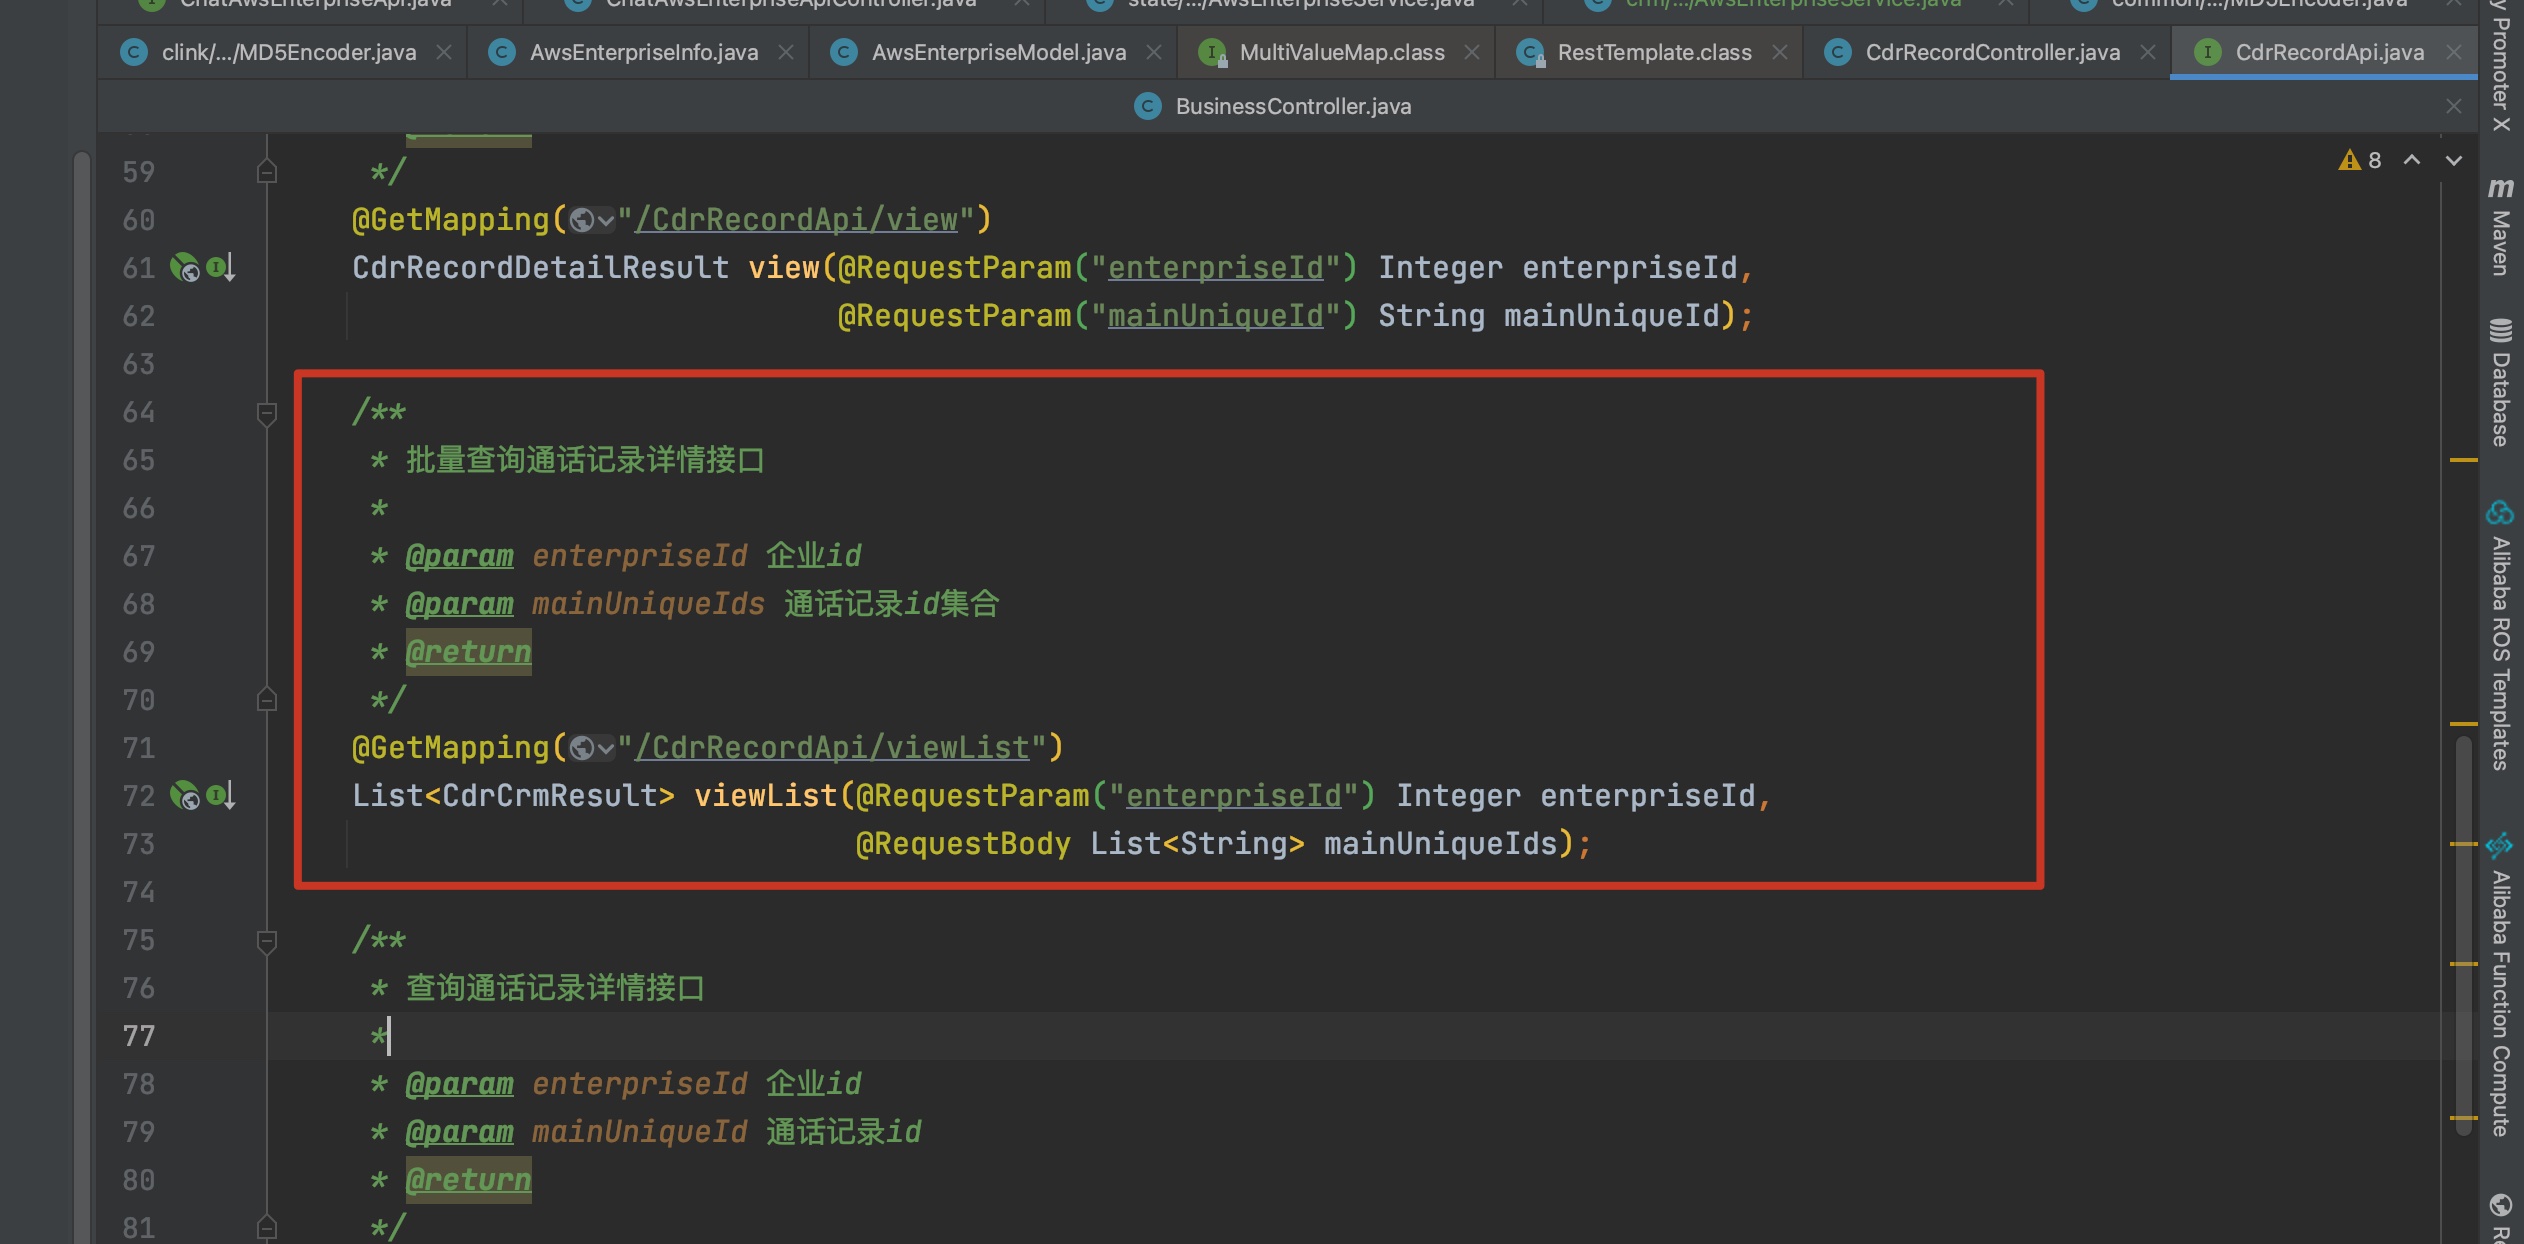 ChatAwsEnterpriseApi.java
ChatAwsEnterpriseApiController.java
state/.../AwsEnterpriseService.java
crm/.../AwsEnterpriseService.java
common/.../MD5Encoder.java
clink/.../MD5Encoder.java
AwsEnterpriseInfo.java
AwsEnterpriseModel.java
MultiValueMap.class
RestTemplate.class
CdrRecordController.java
CdrRecordApi.java
BusinessController.java
8
59 */
60 @GetMapping("/CdrRecordApi/view")
61 CdrRecordDetailResult view(@RequestParam("enterpriseId") Integer enterpriseId,
62 @RequestParam("mainUniqueId") String mainUniqueId);
63
64 /**
65 * 批量查询通话记录详情接口
66 *
67 * @param enterpriseId 企业id
68 * @param mainUniqueIds 通话记录id集合
69 * @return
70 */
71 @GetMapping("/CdrRecordApi/viewList")
72 List<CdrCrmResult> viewList(@RequestParam("enterpriseId") Integer enterpriseId,
73 @RequestBody List<String> mainUniqueIds);
74
75 /**
76 * 查询通话记录详情接口
77 *
78 * @param enterpriseId 企业id
79 * @param mainUniqueId 通话记录id
80 * @return
81 */
Promoter X
m Maven
Database
Alibaba ROS Templates
Alibaba Function Compute